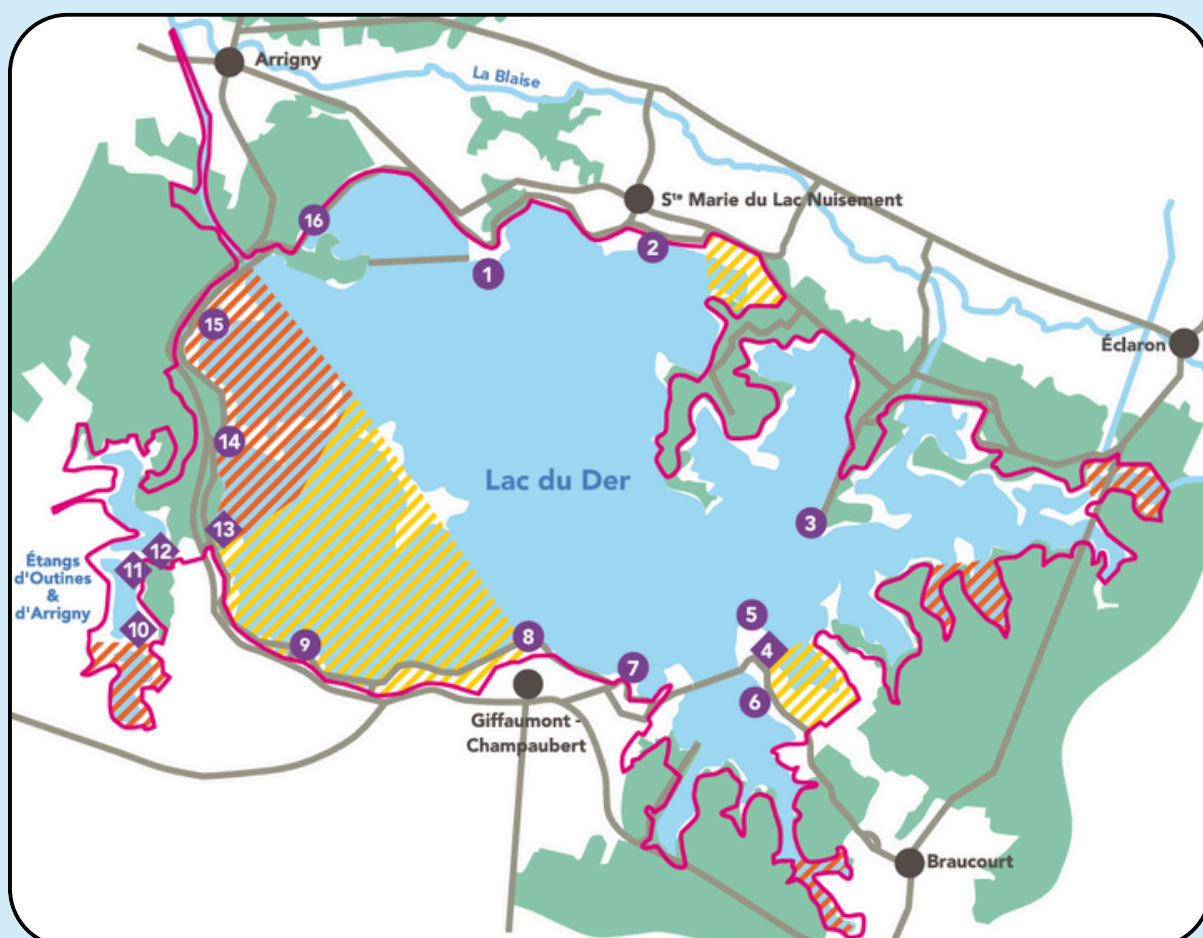 Arrigny
La Blaise
Sᵗᵉ Marie du Lac Nuisement
16
2
1
15
Éclaron
14
Lac du Der
13
3
12
11
Étangs
d'Outines
&
d'Arrigny
10
5
9
8
4
7
6
Giffaumont -
Champaubert
Braucourt